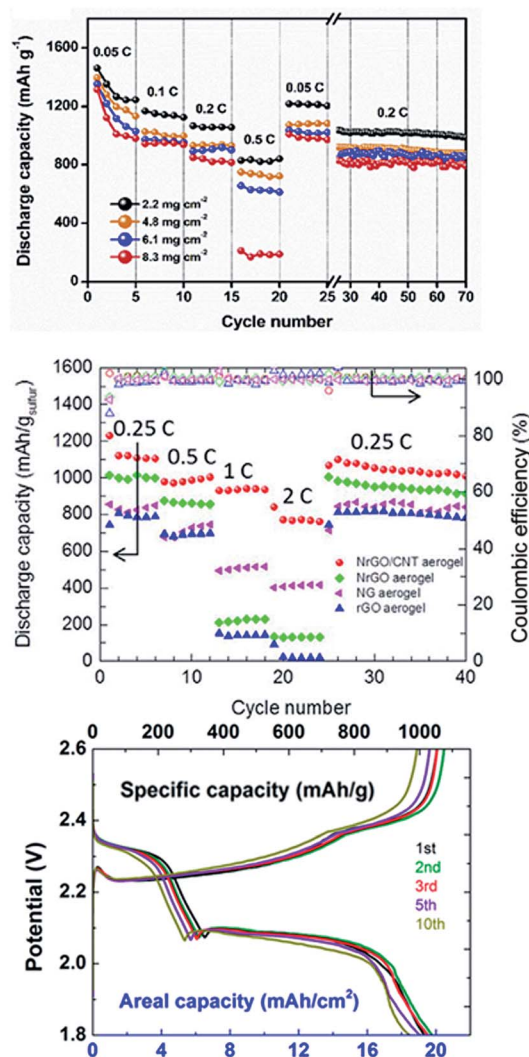 1600
1200
800
400
0
Discharge capacity (mAh g-1)
0.05 C
0.1 C
0.2 C
0.5 C
0.05 C
0.2 C
2.2 mg cm-2
4.8 mg cm-2
6.1 mg cm-2
8.3 mg cm-2
0 5 10 15 20 25 30 40 50 60 70
Cycle number
1600
1400
1200
1000
800
600
400
200
0
Discharge capacity (mAh/gsulfur)
0.25 C
0.5 C
1 C
2 C
0.25 C
NrGO/CNT aerogel
NrGO aerogel
NG aerogel
rGO aerogel
100
80
60
40
20
0
Coulombic efficiency (%)
0 10 20 30 40
Cycle number
0 200 400 600 800 1000
Specific capacity (mAh/g)
2.6
2.4
2.2
2.0
1.8
Potential (V)
1st
2nd
3rd
5th
10th
Areal capacity (mAh/cm2)
0 4 8 12 16 20